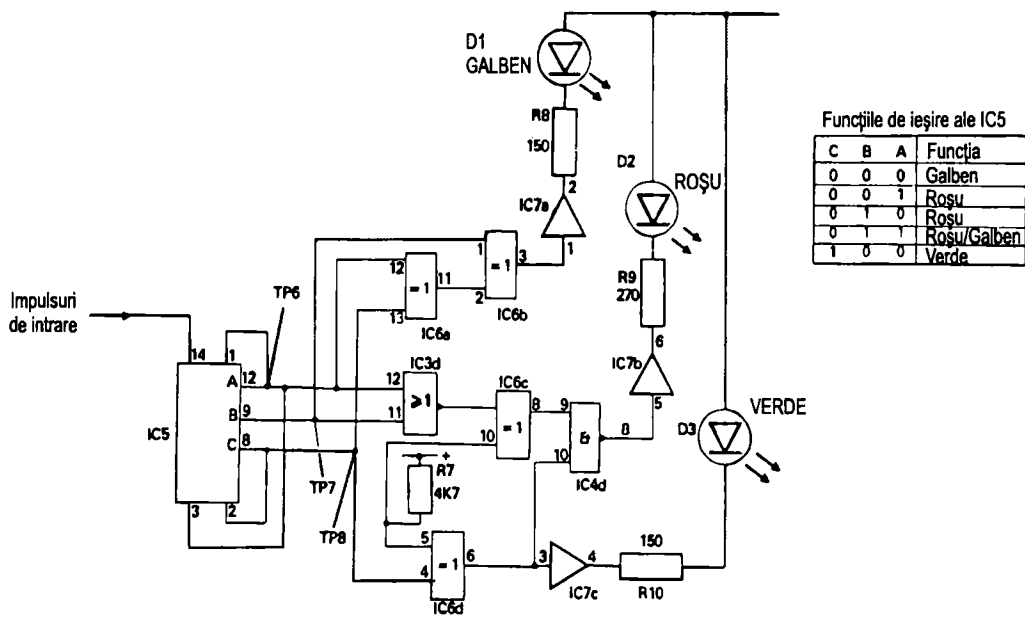 D1
GALBEN
R8
150
2
IC7a
1
D2
ROŞU
R9
270
6
IC7b
5
Funcţiile de ieşire ale IC5
C B A Funcţia
0 0 0 Galben
0 0 1 Roşu
0 1 0 Roşu
0 1 1 Roşu/Galben
1 0 0 Verde
Impulsuri
de intrare
TP6
14
1
A 12
B 9
C 8
IC5
3
2
TP7
TP8
12
13
= 1
11
IC6a
1
2
= 1
3
IC6b
IC3d
12
11
≥1
IC6c
10
= 1
8
9
10
&
IC4d
8
+
R7
4K7
5
4
= 1
6
IC6d
3
4
IC7c
150
R10
VERDE
D3